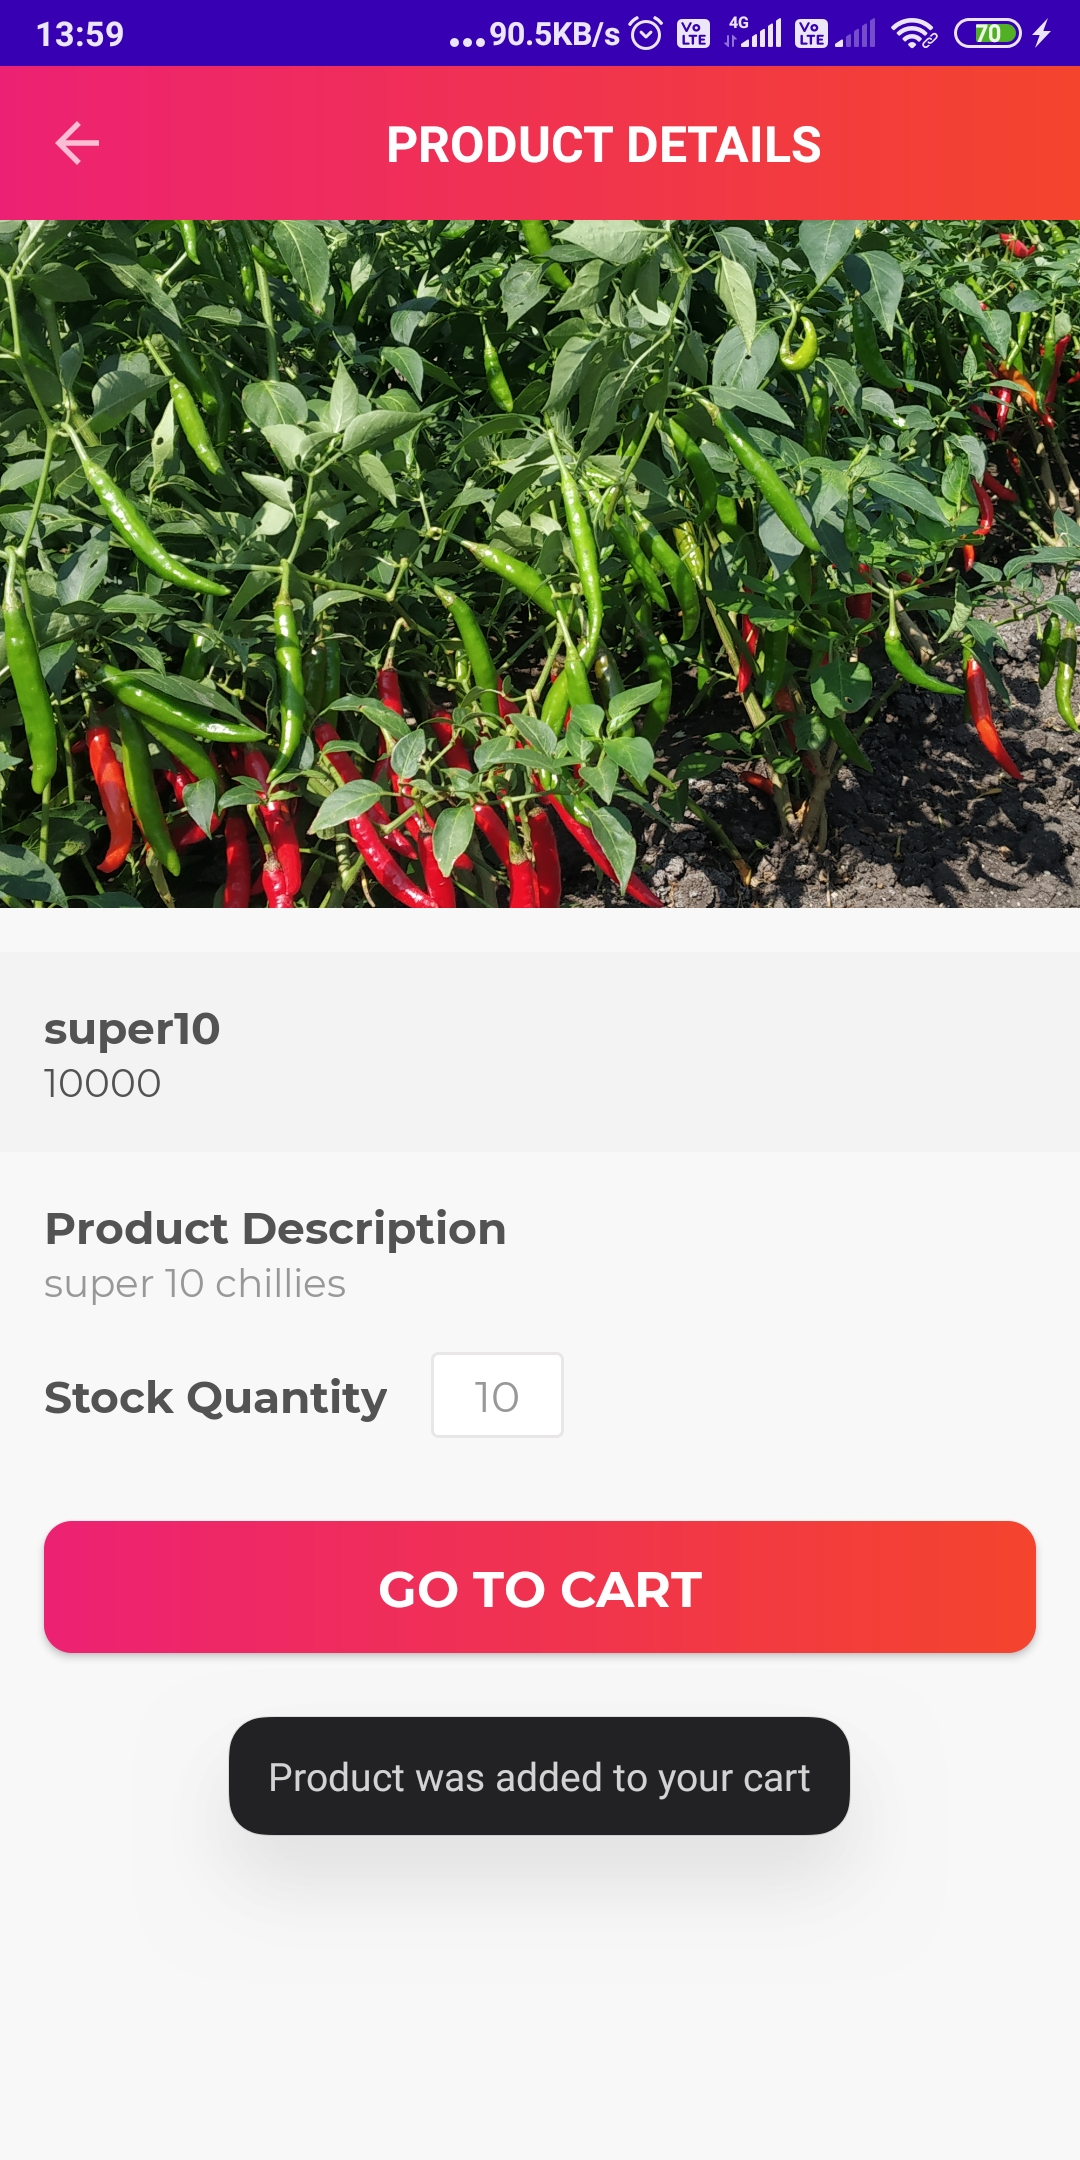 13:59
...90.5KB/s Vo LTE 4G Vo LTE 70
PRODUCT DETAILS
super10
10000
Product Description
super 10 chillies
Stock Quantity 10
GO TO CART
Product was added to your cart